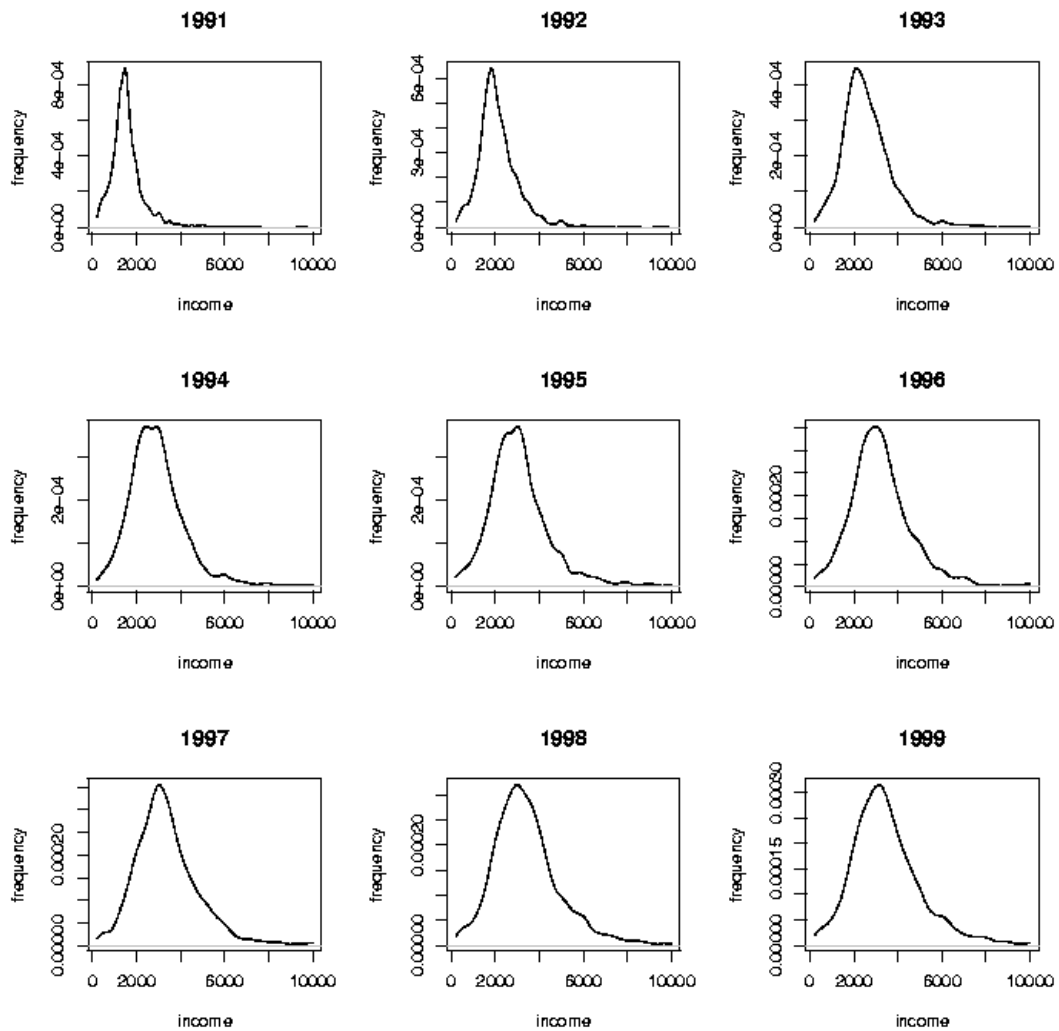 1991 1992 1993
frequency frequency frequency
8e-04 6e-04 4e-04
4e-04 3e-04 2e-04
0e+00 0e+00 0e+00
0 2000 6000 10000 0 2000 6000 10000 0 2000 6000 10000
income income income
1994 1995 1996
frequency frequency frequency
2e-04 2e-04 0.00020
0e+00 0e+00 0.00000
0 2000 6000 10000 0 2000 6000 10000 0 2000 6000 10000
income income income
1997 1998 1999
frequency frequency frequency
0.00030
0.00020 0.00020 0.00015
0.00000 0.00000 0.00000
0 2000 6000 10000 0 2000 6000 10000 0 2000 6000 10000
income income income